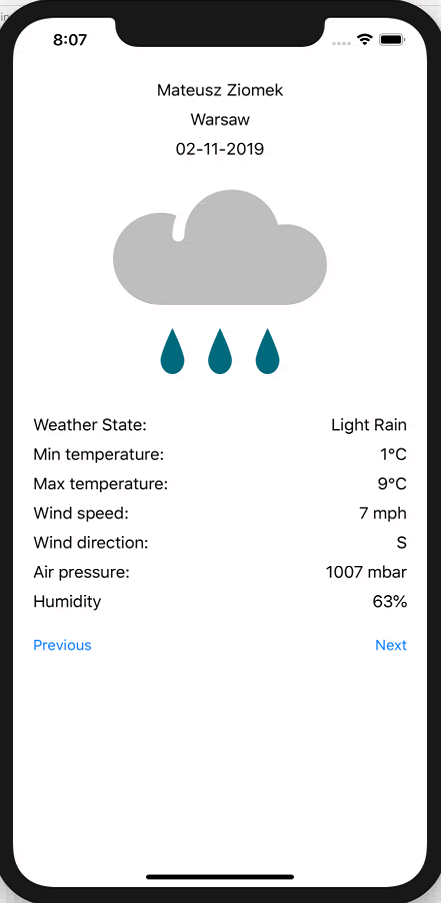 in
8:07
Mateusz Ziomek
Warsaw
02-11-2019
Weather State: Light Rain
Min temperature: 1°C
Max temperature: 9°C
Wind speed: 7 mph
Wind direction: S
Air pressure: 1007 mbar
Humidity 63%
Previous Next